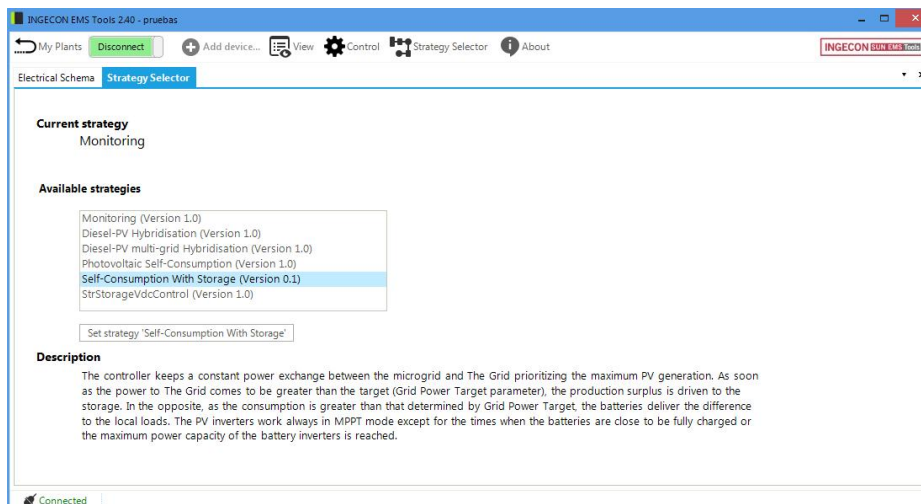 INGECON EMS Tools 2.40 - pruebas
My Plants Disconnect Add device... View Control Strategy Selector About INGECON SUN EMS Tools
Electrical Schema Strategy Selector
Current strategy
Monitoring
Available strategies
Monitoring (Version 1.0)
Diesel-PV Hybridisation (Version 1.0)
Diesel-PV multi-grid Hybridisation (Version 1.0)
Photovoltaic Self-Consumption (Version 1.0)
Self-Consumption With Storage (Version 0.1)
StrStorageVdcControl (Version 1.0)
Set strategy 'Self-Consumption With Storage'
Description
The controller keeps a constant power exchange between the microgrid and The Grid prioritizing the maximum PV generation. As soon
as the power to The Grid comes to be greater than the target (Grid Power Target parameter), the production surplus is driven to the
storage. In the opposite, as the consumption is greater than that determined by Grid Power Target, the batteries deliver the difference
to the local loads. The PV inverters work always in MPPT mode except for the times when the batteries are close to be fully charged or
the maximum power capacity of the battery inverters is reached.
Connected